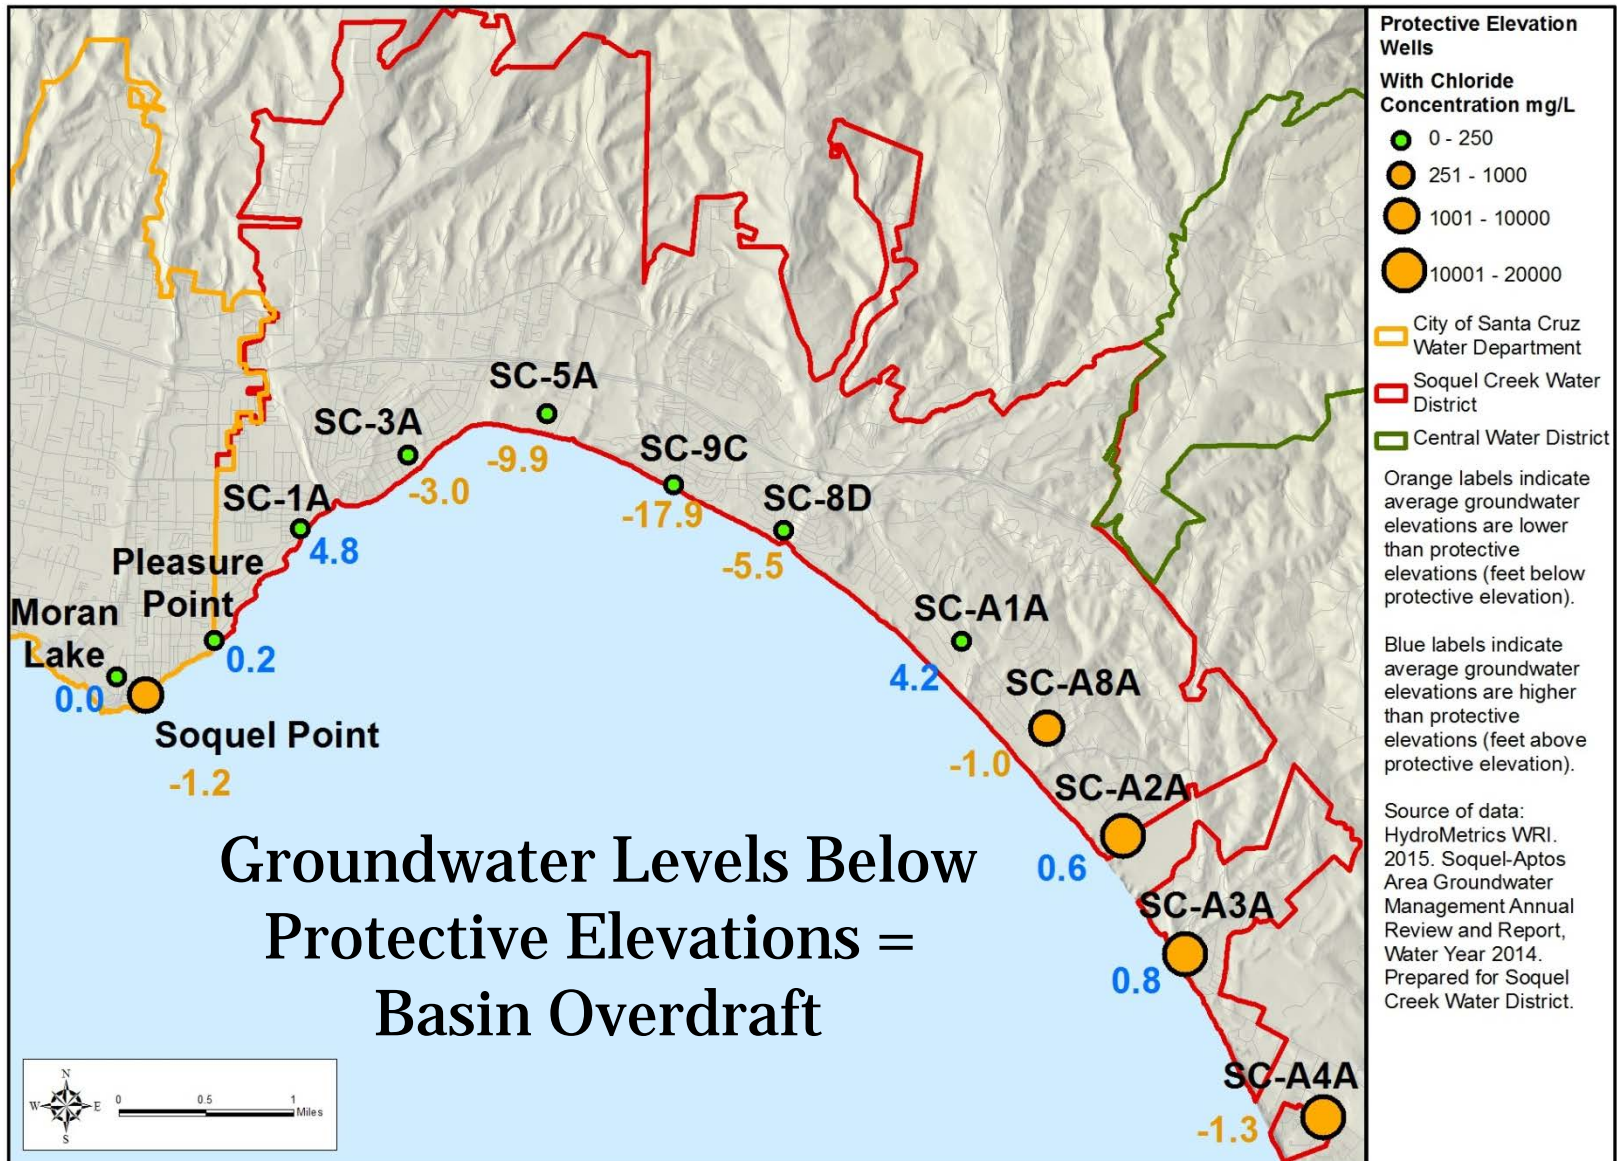 SC-5A
-9.9
SC-3A
-3.0
SC-9C
-17.9
SC-1A
4.8
SC-8D
-5.5
Pleasure
Point
0.2
Moran
Lake
0.0
Soquel Point
-1.2
SC-A1A
4.2
SC-A8A
-1.0
SC-A2A
0.6
SC-A3A
0.8
SC-A4A
-1.3
Groundwater Levels Below
Protective Elevations =
Basin Overdraft
N
W E
S
0 0.5 1
Miles
Protective Elevation
Wells
With Chloride
Concentration mg/L
0 - 250
251 - 1000
1001 - 10000
10001 - 20000
City of Santa Cruz
Water Department
Soquel Creek Water
District
Central Water District
Orange labels indicate
average groundwater
elevations are lower
than protective
elevations (feet below
protective elevation).
Blue labels indicate
average groundwater
elevations are higher
than protective
elevations (feet above
protective elevation).
Source of data:
HydroMetrics WRI.
2015. Soquel-Aptos
Area Groundwater
Management Annual
Review and Report,
Water Year 2014.
Prepared for Soquel
Creek Water District.